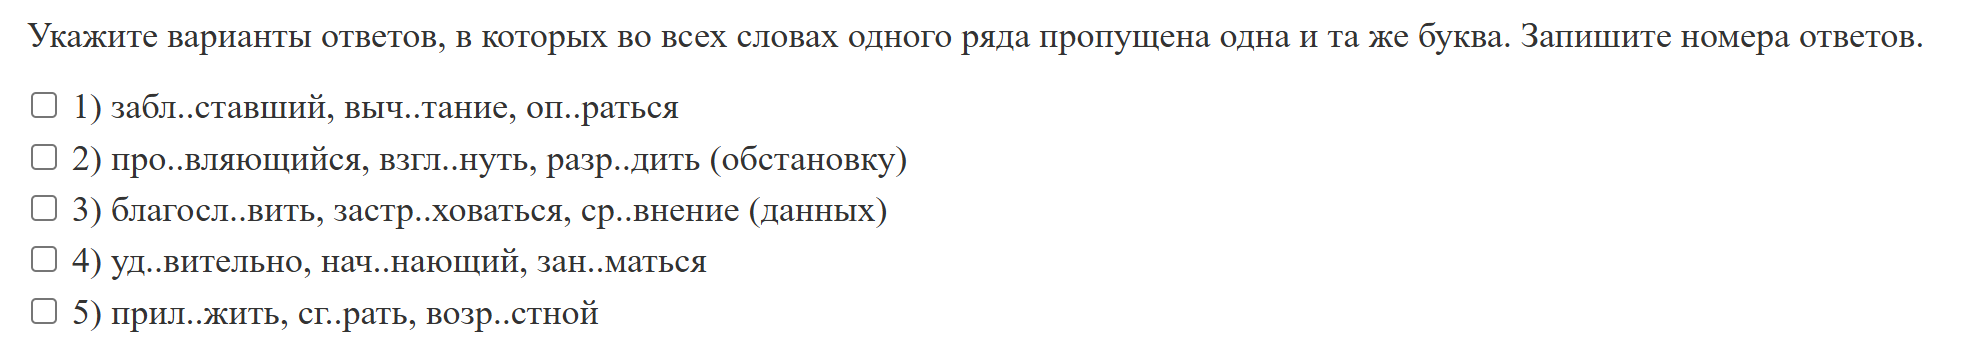 Укажите варианты ответов, в которых во всех словах одного ряда пропущена одна и та же буква. Запишите номера ответов.
1) забл..ставший, выч..тание, оп..раться
2) про..вляющийся, взгл..нуть, разр..дить (обстановку)
3) благосл..вить, застр..ховаться, ср..внение (данных)
4) уд..вительно, нач..нающий, зан..маться
5) прил..жить, сг..рать, возр..стной